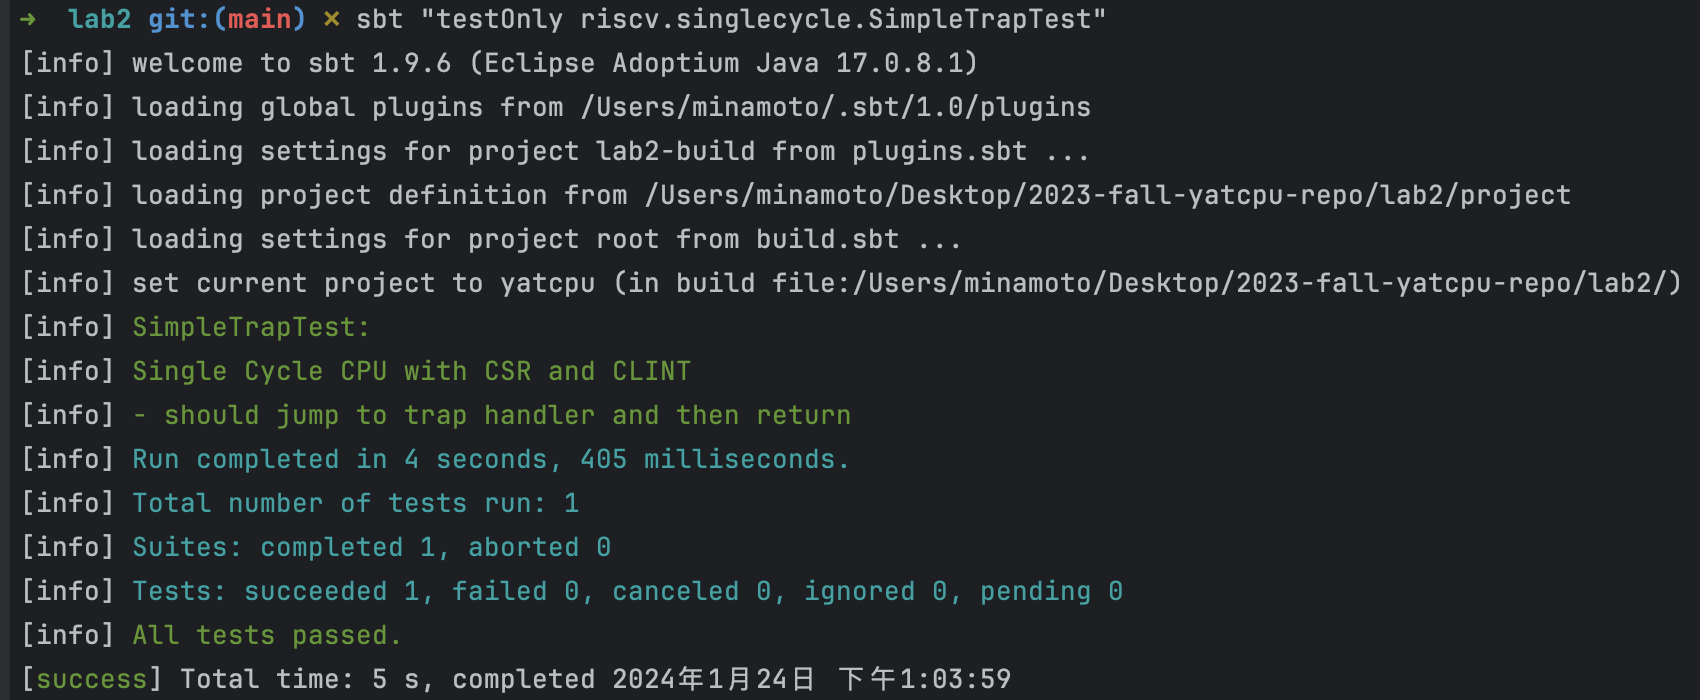 ➜  lab2 git:(main) ✗ sbt "testOnly riscv.singlecycle.SimpleTrapTest"
[info] welcome to sbt 1.9.6 (Eclipse Adoptium Java 17.0.8.1)
[info] loading global plugins from /Users/minamoto/.sbt/1.0/plugins
[info] loading settings for project lab2-build from plugins.sbt ...
[info] loading project definition from /Users/minamoto/Desktop/2023-fall-yatcpu-repo/lab2/project
[info] loading settings for project root from build.sbt ...
[info] set current project to yatcpu (in build file:/Users/minamoto/Desktop/2023-fall-yatcpu-repo/lab2/)
[info] SimpleTrapTest:
[info] Single Cycle CPU with CSR and CLINT
[info] - should jump to trap handler and then return
[info] Run completed in 4 seconds, 405 milliseconds.
[info] Total number of tests run: 1
[info] Suites: completed 1, aborted 0
[info] Tests: succeeded 1, failed 0, canceled 0, ignored 0, pending 0
[info] All tests passed.
[success] Total time: 5 s, completed 2024年1月24日 下午1:03:59